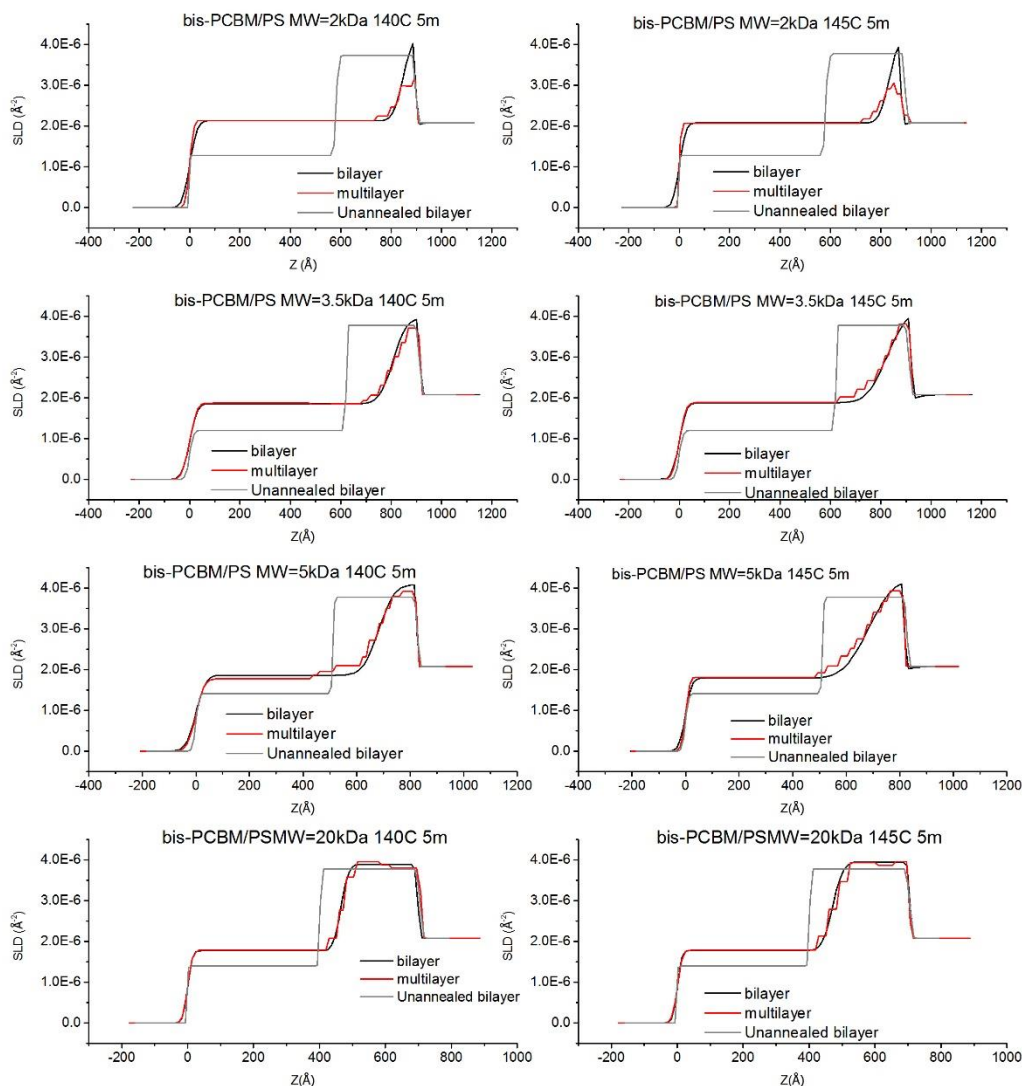 bis-PCBM/PS MW=2kDa 140C 5m
SLD (Å⁻²)
4.0E-6
3.0E-6
2.0E-6
1.0E-6
0.0
bilayer
multilayer
Unannealed bilayer
-400 -200 0 200 400 600 800 1000 1200
Z (Å)
bis-PCBM/PS MW=2kDa 145C 5m
SLD (Å⁻²)
4.0E-6
3.0E-6
2.0E-6
1.0E-6
0.0
bilayer
multilayer
Unannealed bilayer
-400 -200 0 200 400 600 800 1000 1200
Z(Å)
bis-PCBM/PS MW=3.5kDa 140C 5m
SLD (Å⁻²)
4.0E-6
3.0E-6
2.0E-6
1.0E-6
0.0
bilayer
multilayer
Unannealed bilayer
-400 -200 0 200 400 600 800 1000 1200
Z(Å)
bis-PCBM/PS MW=3.5kDa 145C 5m
SLD (Å⁻²)
4.0E-6
3.0E-6
2.0E-6
1.0E-6
0.0
bilayer
multilayer
Unannealed bilayer
-400 -200 0 200 400 600 800 1000 1200
Z(Å)
bis-PCBM/PS MW=5kDa 140C 5m
SLD (Å⁻²)
4.0E-6
3.0E-6
2.0E-6
1.0E-6
0.0
bilayer
multilayer
Unannealed bilayer
-400 -200 0 200 400 600 800 1000 1200
Z(Å)
bis-PCBM/PS MW=5kDa 145C 5m
SLD (Å⁻²)
4.0E-6
3.0E-6
2.0E-6
1.0E-6
0.0
bilayer
multilayer
Unannealed bilayer
-400 -200 0 200 400 600 800 1000 1200
Z(Å)
bis-PCBM/PSMW=20kDa 140C 5m
SLD (Å⁻²)
4.0E-6
3.0E-6
2.0E-6
1.0E-6
0.0
bilayer
multilayer
Unannealed bilayer
-200 0 200 400 600 800 1000
Z(Å)
bis-PCBM/PSMW=20kDa 145C 5m
SLD (Å⁻²)
4.0E-6
3.0E-6
2.0E-6
1.0E-6
0.0
bilayer
multilayer
Unannealed bilayer
-200 0 200 400 600 800 1000
Z(Å)